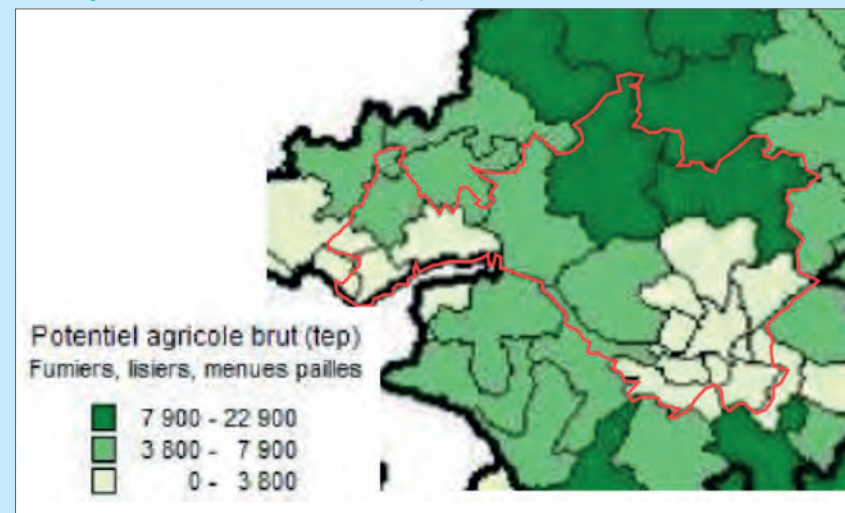 Potentiel agricole brut (tep)
Fumiers, lisiers, menues pailles
7 900 - 22 900
3 800 - 7 900
0 - 3 800